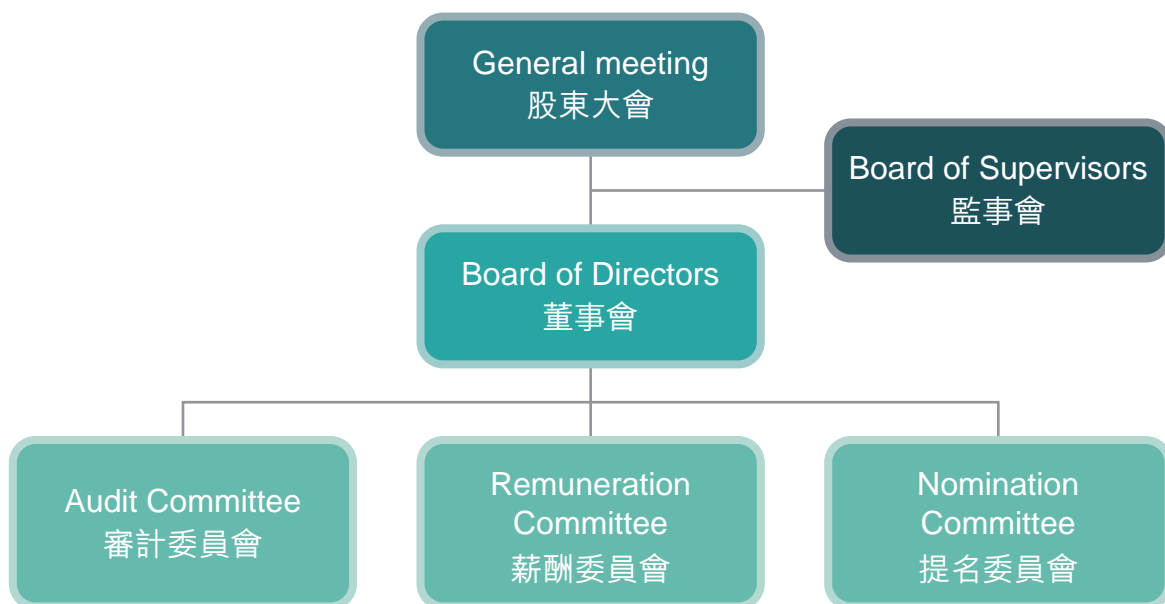 General meeting
股東大會
Board of Supervisors
監事會
Board of Directors
董事會
Audit Committee
審計委員會
Remuneration
Committee
薪酬委員會
Nomination
Committee
提名委員會